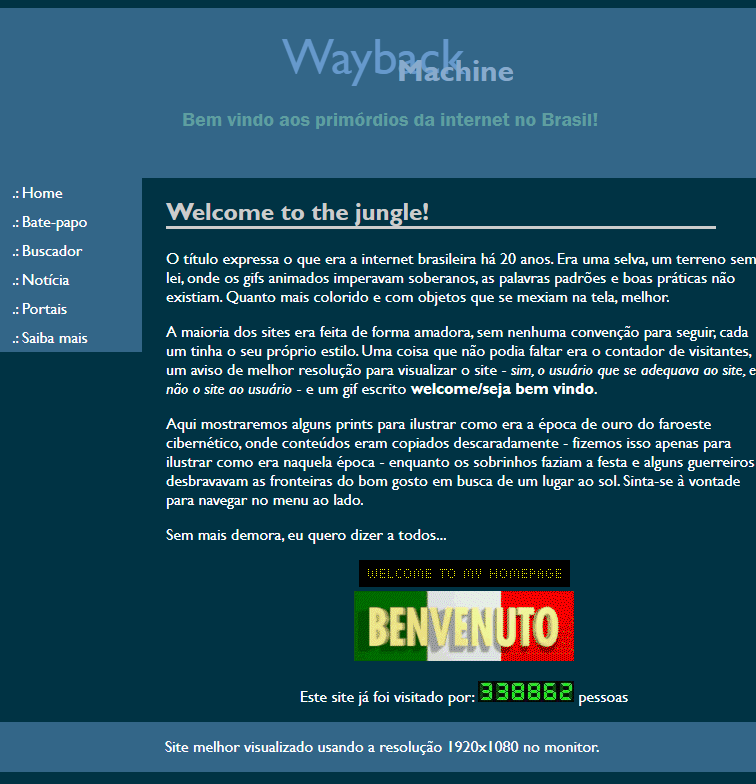 Wayback
Machine
Bem vindo aos primórdios da internet no Brasil!
.: Home
.: Bate-papo
.: Buscador
.: Notícia
.: Portais
.: Saiba mais
Welcome to the jungle!
O título expressa o que era a internet brasileira há 20 anos. Era uma selva, um terreno sem
lei, onde os gifs animados imperavam soberanos, as palavras padrões e boas práticas não
existiam. Quanto mais colorido e com objetos que se mexiam na tela, melhor.
A maioria dos sites era feita de forma amadora, sem nenhuma convenção para seguir, cada
um tinha o seu próprio estilo. Uma coisa que não podia faltar era o contador de visitantes,
um aviso de melhor resolução para visualizar o site - sim, o usuário que se adequava ao site, e
não o site ao usuário - e um gif escrito welcome/seja bem vindo.
Aqui mostraremos alguns prints para ilustrar como era a época de ouro do faroeste
cibernético, onde conteúdos eram copiados descaradamente - fizemos isso apenas para
ilustrar como era naquela época - enquanto os sobrinhos faziam a festa e alguns guerreiros
desbravavam as fronteiras do bom gosto em busca de um lugar ao sol. Sinta-se à vontade
para navegar no menu ao lado.
Sem mais demora, eu quero dizer a todos...
WELCOME TO MY HOMEPAGE
BENVENUTO
Este site já foi visitado por: 338862 pessoas
Site melhor visualizado usando a resolução 1920x1080 no monitor.